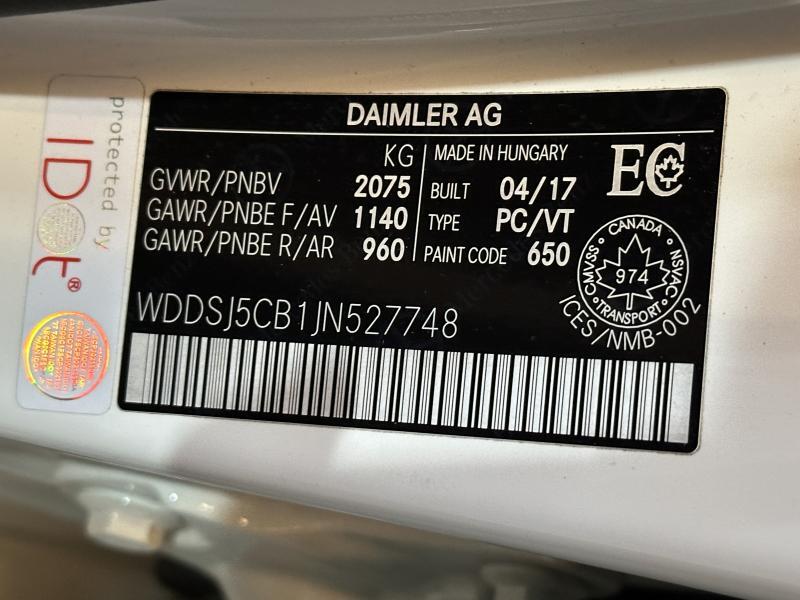 DAIMLER AG
KG
GVWR/PNBV 2075
GAWR/PNBE F/AV 1140
GAWR/PNBE R/AR 960
MADE IN HUNGARY
BUILT 04/17
TYPE PC/VT
PAINT CODE 650
EC
CANADA
CMVSS NSVAC
974
TRANSPORT
ICES/NMB-002
WDDSJ5CB1JN527748
protected by
IDot®